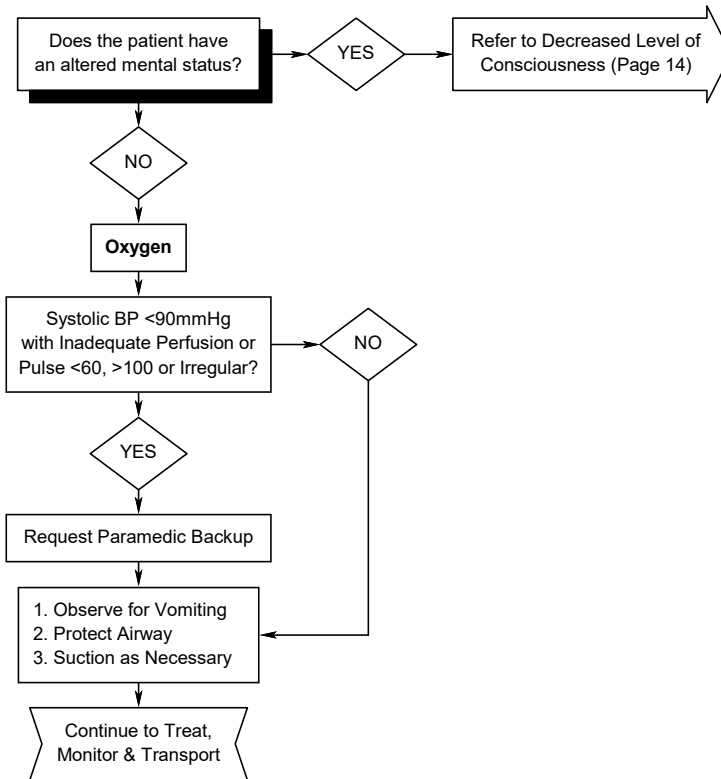 Does the patient have
an altered mental status?
YES
Refer to Decreased Level of
Consciousness (Page 14)
NO
Oxygen
Systolic BP <90mmHg
with Inadequate Perfusion or
Pulse <60, >100 or Irregular?
NO
YES
Request Paramedic Backup
1. Observe for Vomiting
2. Protect Airway
3. Suction as Necessary
Continue to Treat,
Monitor & Transport